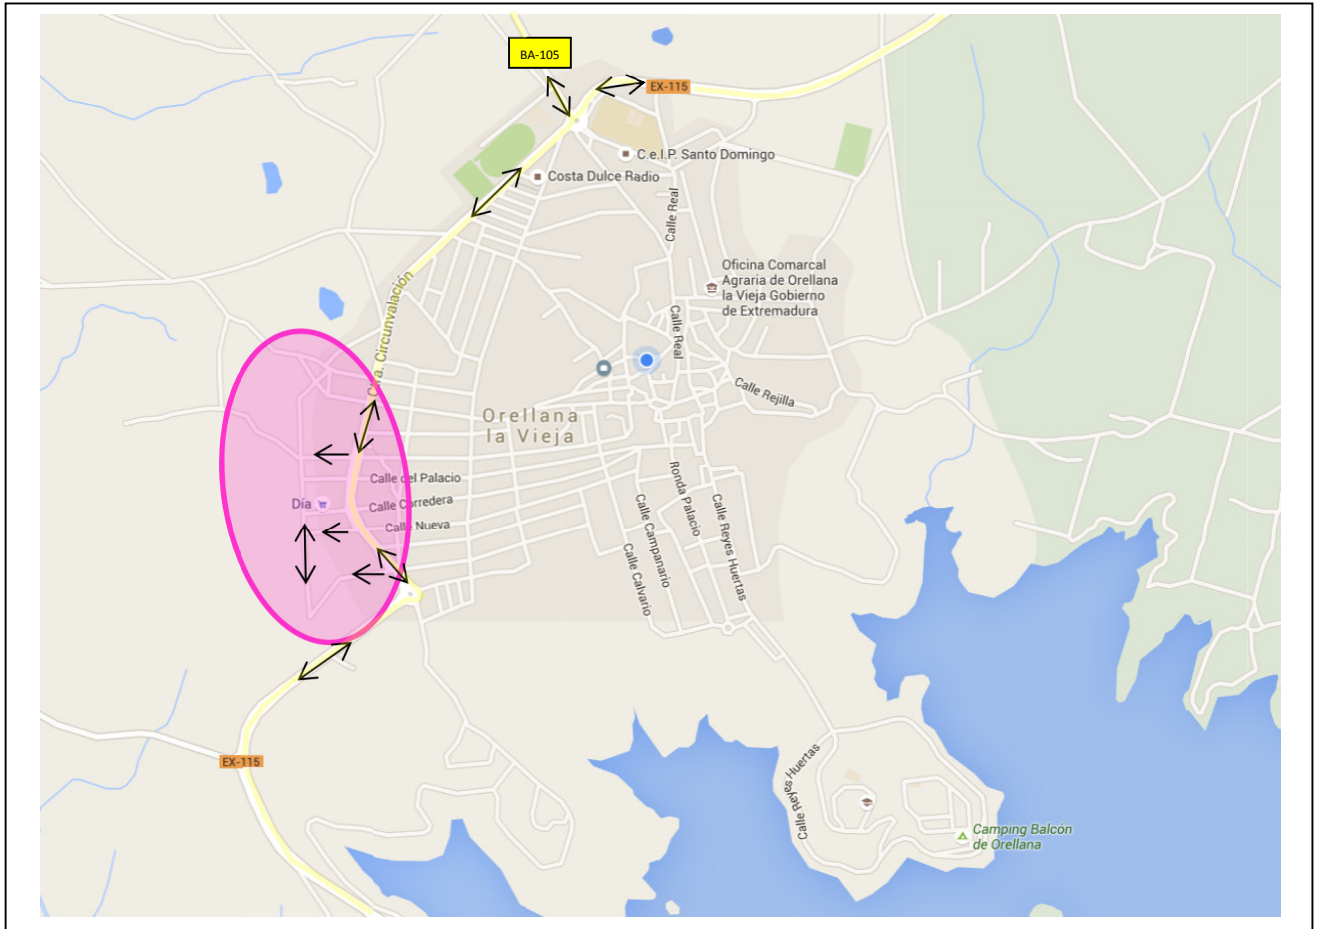 BA-105
EX-115
C.e.I.P. Santo Domingo
Costa Dulce Radio
Calle Real
Oficina Comarcal
Agraria de Orellana
la Vieja Gobierno
de Extremadura
Ctra. Circunvalación
Calle Real
Calle Rejilla
Orellana
la Vieja
Calle del Palacio
Día
Calle Corredera
Calle Nueva
Ronda Palacio
Calle Campanario
Calle Reyes Huertas
Calle Calvario
EX-115
Calle Reyes Huertas
Camping Balcón
de Orellana